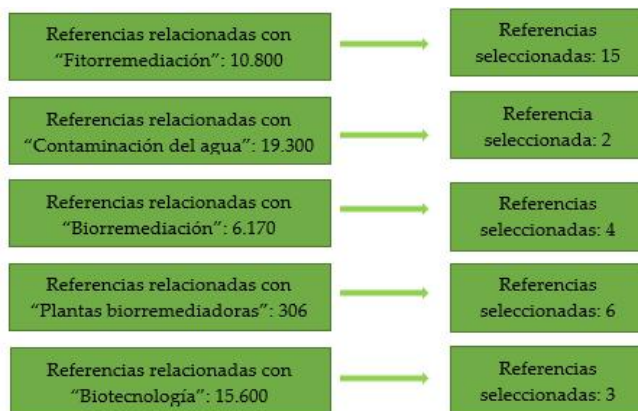 Referencias relacionadas con
“Fitorremediación”: 10.800
Referencias
seleccionadas: 15
Referencias relacionadas con
“Contaminación del agua”: 19.300
Referencia
seleccionada: 2
Referencias relacionadas con
“Biorremediación”: 6.170
Referencias
seleccionadas: 4
Referencias relacionadas con
“Plantas biorremediadoras”: 306
Referencias
seleccionadas: 6
Referencias relacionadas con
“Biotecnología”: 15.600
Referencias
seleccionadas: 3